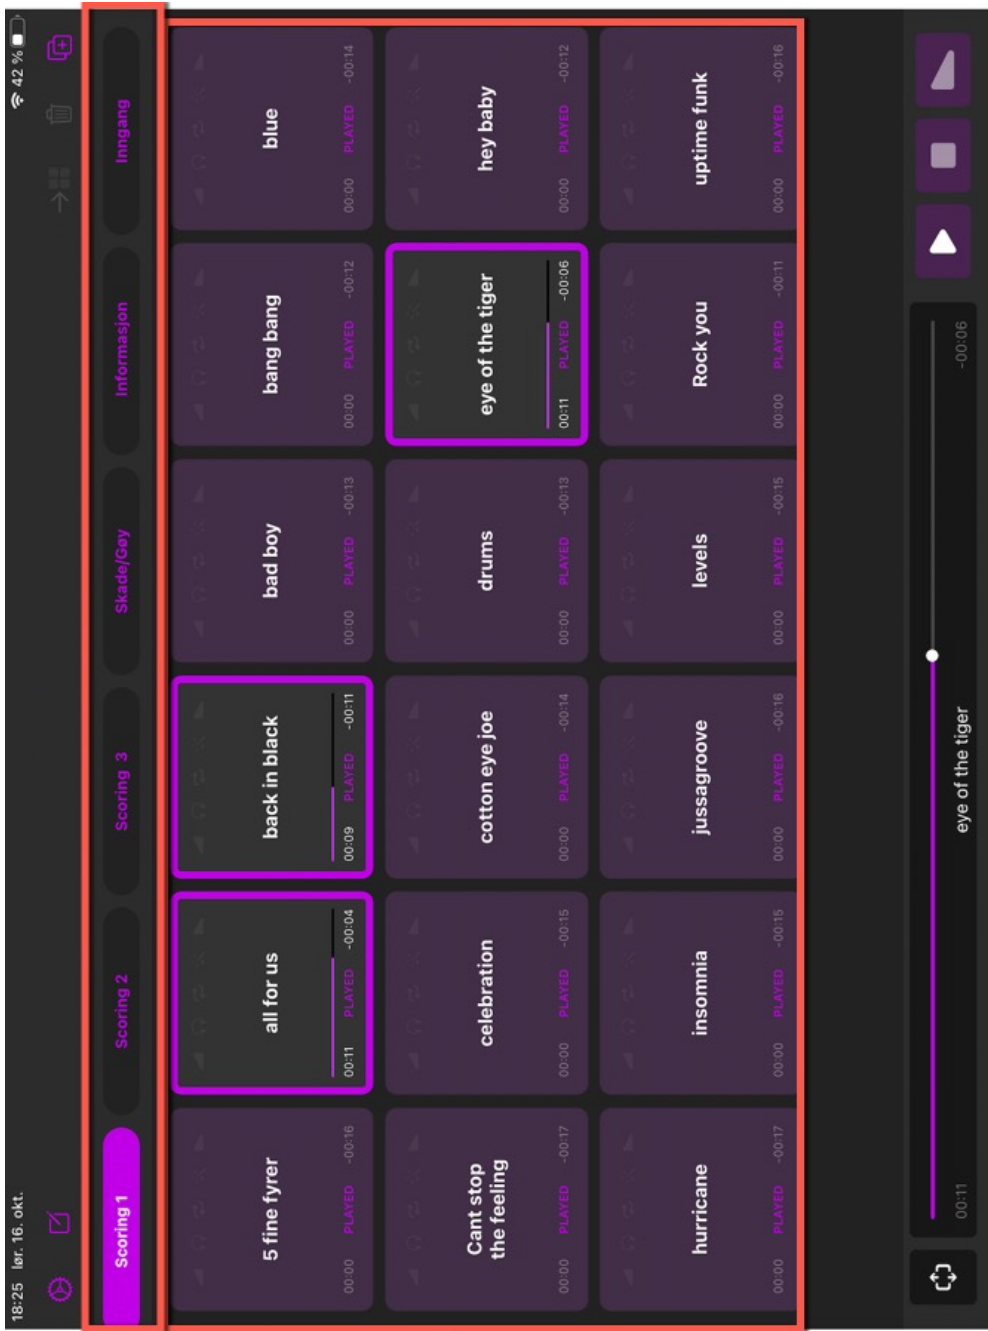 18:25 lør. 16. okt.
42 %
Scoring 1
Scoring 2
Scoring 3
Skade/Gøy
Informasjon
Inngang
5 fine fyrer
00:00 PLAYED -00:16
all for us
00:11 PLAYED -00:04
back in black
00:09 PLAYED -00:11
bad boy
00:00 PLAYED -00:13
bang bang
00:00 PLAYED -00:12
blue
00:00 PLAYED -00:14
Cant stop
the feeling
00:00 PLAYED -00:17
celebration
00:00 PLAYED -00:15
cotton eye joe
00:00 PLAYED -00:14
drums
00:00 PLAYED -00:13
eye of the tiger
00:11 PLAYED -00:06
hey baby
00:00 PLAYED -00:12
hurricane
00:00 PLAYED -00:17
insomnia
00:00 PLAYED -00:15
jussagroove
00:00 PLAYED -00:16
levels
00:00 PLAYED -00:15
Rock you
00:00 PLAYED -00:11
uptime funk
00:00 PLAYED -00:16
00:11
eye of the tiger
-00:06